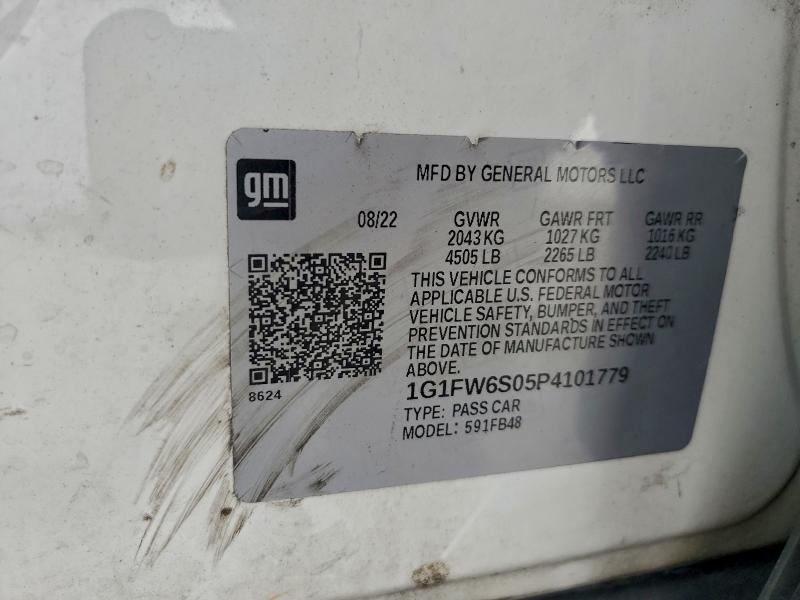 gm
MFD BY GENERAL MOTORS LLC
08/22 GVWR GAWR FRT GAWR RR
2043 KG 1027 KG 1016 KG
4505 LB 2265 LB 2240 LB
THIS VEHICLE CONFORMS TO ALL
APPLICABLE U.S. FEDERAL MOTOR
VEHICLE SAFETY, BUMPER, AND THEFT
PREVENTION STANDARDS IN EFFECT ON
THE DATE OF MANUFACTURE SHOWN
ABOVE.
8624
1G1FW6S05P4101779
TYPE: PASS CAR
MODEL: 591FB48